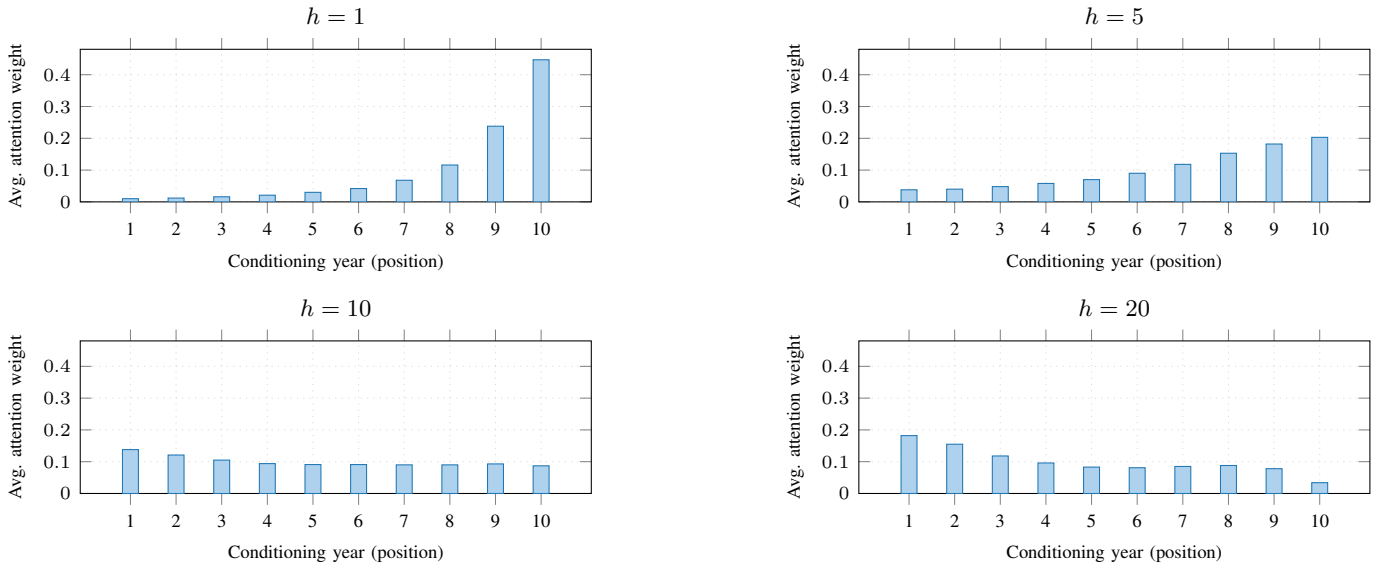 h = 1
Avg. attention weight
0.4
0.3
0.2
0.1
0
1 2 3 4 5 6 7 8 9 10
Conditioning year (position)
h = 5
Avg. attention weight
0.4
0.3
0.2
0.1
0
1 2 3 4 5 6 7 8 9 10
Conditioning year (position)
h = 10
Avg. attention weight
0.4
0.3
0.2
0.1
0
1 2 3 4 5 6 7 8 9 10
Conditioning year (position)
h = 20
Avg. attention weight
0.4
0.3
0.2
0.1
0
1 2 3 4 5 6 7 8 9 10
Conditioning year (position)